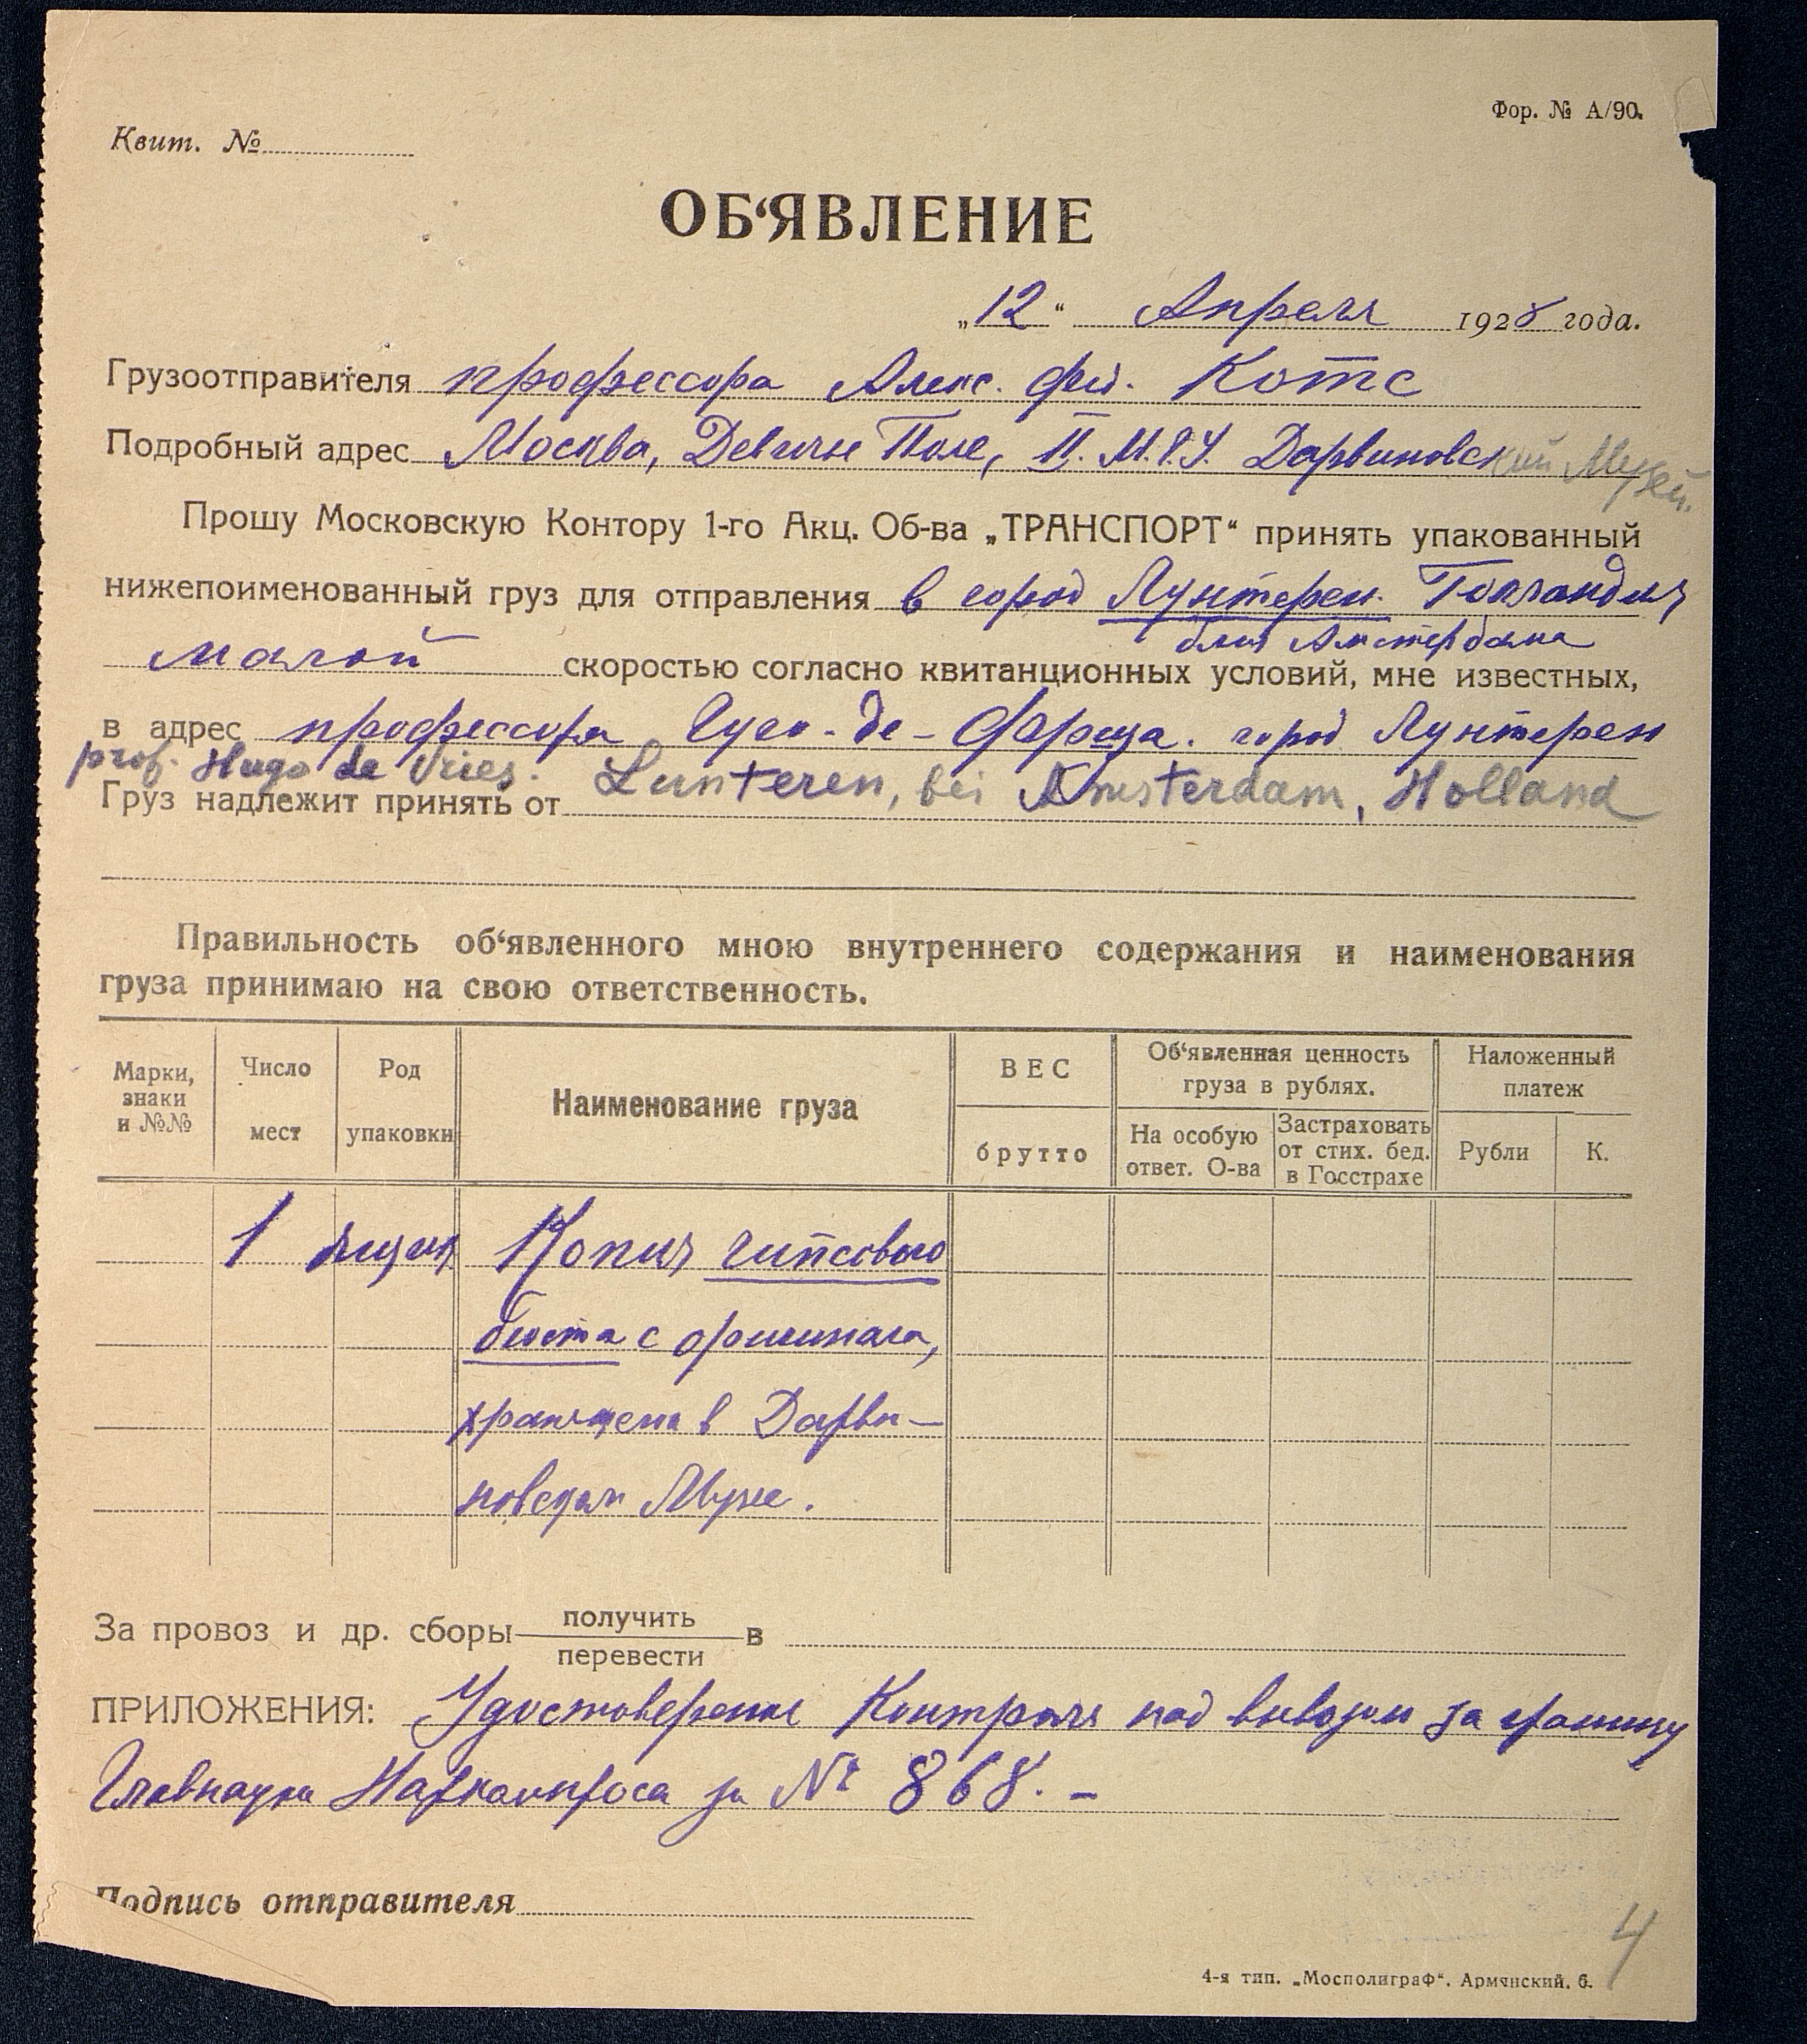 Фор. № А/90.
Квит. №
ОБ‘ЯВЛЕНИЕ
„12“ Апреля 1928 года.
Грузоотправителя профессора Алекс. Фед. Котс
Подробный адрес Москва, Девичье Поле, II. М.Г.У. Дарвиновский Музей.
Прошу Московскую Контору 1-го Акц. Об-ва „ТРАНСПОРТ“ принять упакованный
нижепоименованный груз для отправления в город Лунтерен. Голландия
близ Амстердама
малой скоростью согласно квитанционных условий, мне известных,
в адрес профессора Гуго-де-Фриза. город Лунтерен
prof. Hugo de Vries. Lunteren, bei Amsterdam, Holland
Груз надлежит принять от
Правильность об‘явленного мною внутреннего содержания и наименования
груза принимаю на свою ответственность.
Марки, знаки и №№
Число мест
Род упаковки
Наименование груза
ВЕС
брутто
Об‘явленная ценность груза в рублях.
На особую ответ. О-ва
Застраховать от стих. бед. в Госстрахе
Наложенный платеж
Рубли
К.
1 ящик Копия гипсового
бюста с оригинала,
хранящегося в Дарви-
новском Музее.
За провоз и др. сборы получить
перевести в
ПРИЛОЖЕНИЯ: Удостоверение Контроля над вывозом за границу
Главнауки Наркомпроса за № 868. -
Подпись отправителя
4
4-я тип. „Мосполиграф“. Армянский, 6.